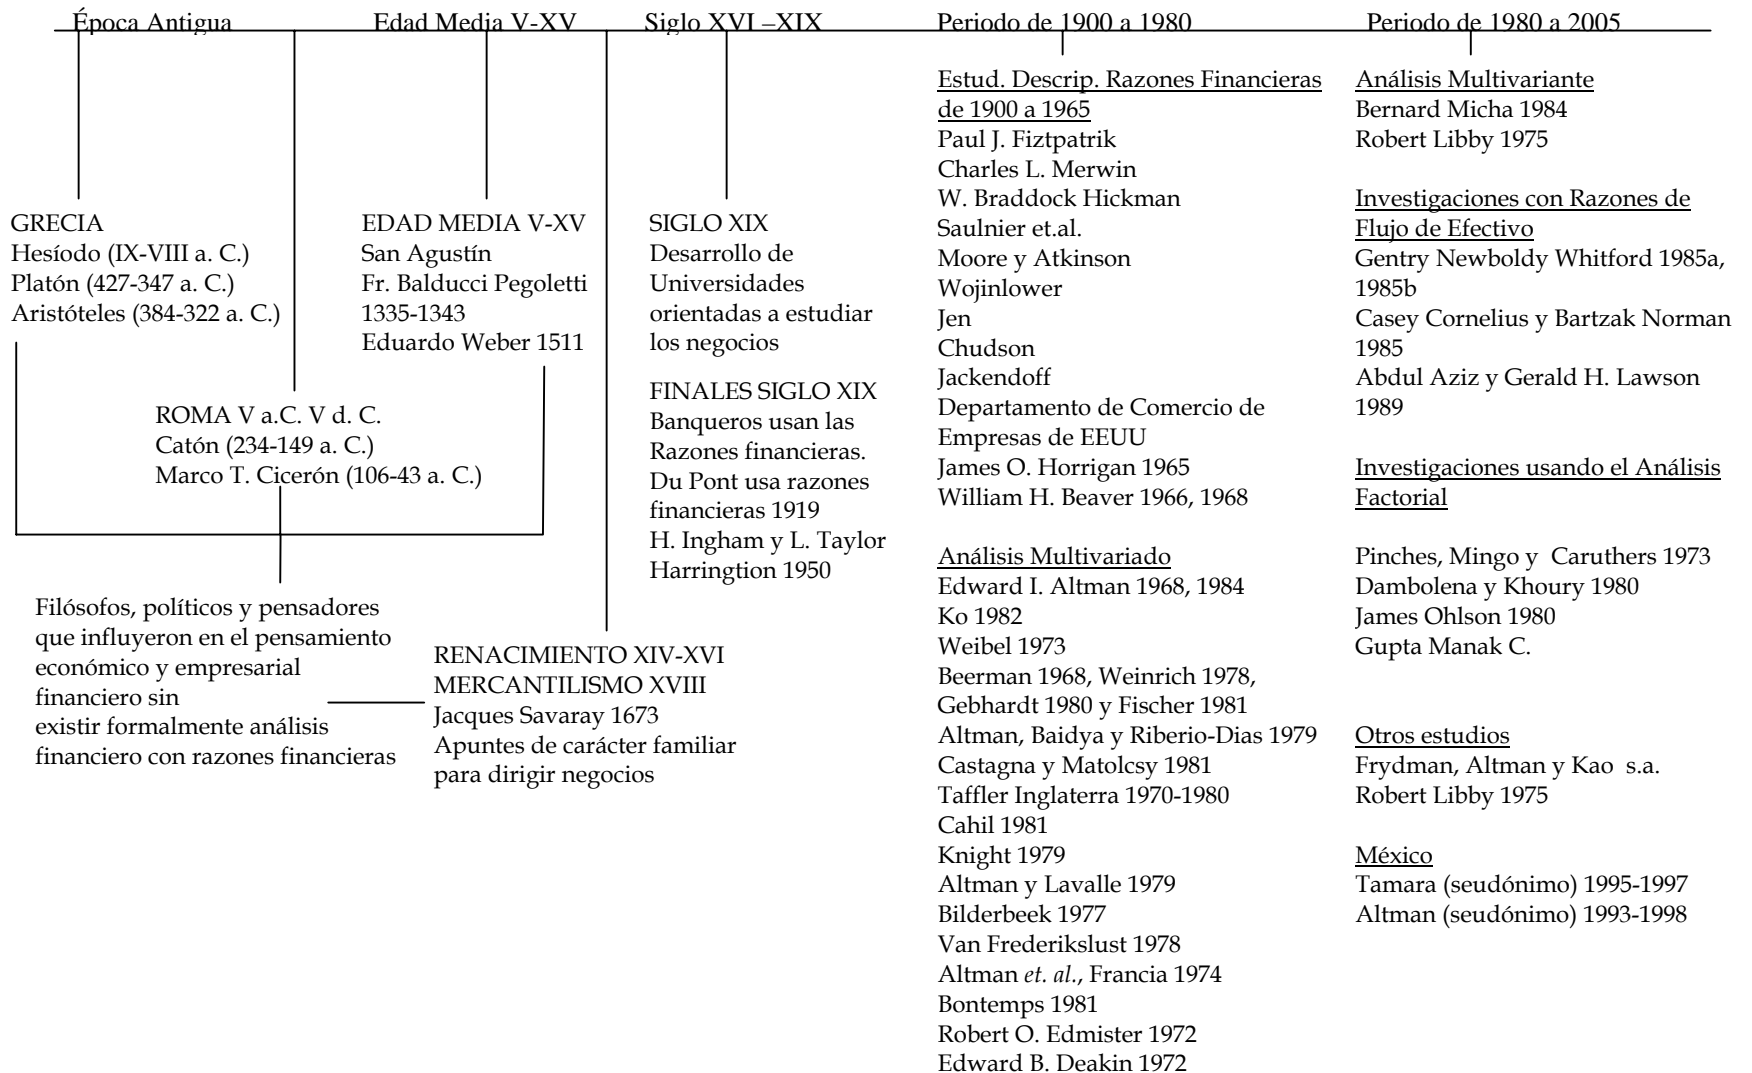 Época Antigua
Edad Media V-XV
Siglo XVI –XIX
Periodo de 1900 a 1980
Periodo de 1980 a 2005
GRECIA
Hesíodo (IX-VIII a. C.)
Platón (427-347 a. C.)
Aristóteles (384-322 a. C.)
ROMA V a.C. V d. C.
Catón (234-149 a. C.)
Marco T. Cicerón (106-43 a. C.)
Filósofos, políticos y pensadores
que influyeron en el pensamiento
económico y empresarial
financiero sin
existir formalmente análisis
financiero con razones financieras
EDAD MEDIA V-XV
San Agustín
Fr. Balducci Pegoletti
1335-1343
Eduardo Weber 1511
RENACIMIENTO XIV-XVI
MERCANTILISMO XVIII
Jacques Savaray 1673
Apuntes de carácter familiar
para dirigir negocios
SIGLO XIX
Desarrollo de
Universidades
orientadas a estudiar
los negocios
FINALES SIGLO XIX
Banqueros usan las
Razones financieras.
Du Pont usa razones
financieras 1919
H. Ingham y L. Taylor
Harringtion 1950
Estud. Descrip. Razones Financieras
de 1900 a 1965
Paul J. Fiztpatrik
Charles L. Merwin
W. Braddock Hickman
Saulnier et.al.
Moore y Atkinson
Wojinlower
Jen
Chudson
Jackendoff
Departamento de Comercio de
Empresas de EEUU
James O. Horrigan 1965
William H. Beaver 1966, 1968
Análisis Multivariado
Edward I. Altman 1968, 1984
Ko 1982
Weibel 1973
Beerman 1968, Weinrich 1978,
Gebhardt 1980 y Fischer 1981
Altman, Baidya y Riberio-Dias 1979
Castagna y Matolcsy 1981
Taffler Inglaterra 1970-1980
Cahil 1981
Knight 1979
Altman y Lavalle 1979
Bilderbeek 1977
Van Frederikslust 1978
Altman et. al., Francia 1974
Bontemps 1981
Robert O. Edmister 1972
Edward B. Deakin 1972
Análisis Multivariante
Bernard Micha 1984
Robert Libby 1975
Investigaciones con Razones de
Flujo de Efectivo
Gentry Newboldy Whitford 1985a,
1985b
Casey Cornelius y Bartzak Norman
1985
Abdul Aziz y Gerald H. Lawson
1989
Investigaciones usando el Análisis
Factorial
Pinches, Mingo y Caruthers 1973
Dambolena y Khoury 1980
James Ohlson 1980
Gupta Manak C.
Otros estudios
Frydman, Altman y Kao s.a.
Robert Libby 1975
México
Tamara (seudónimo) 1995-1997
Altman (seudónimo) 1993-1998